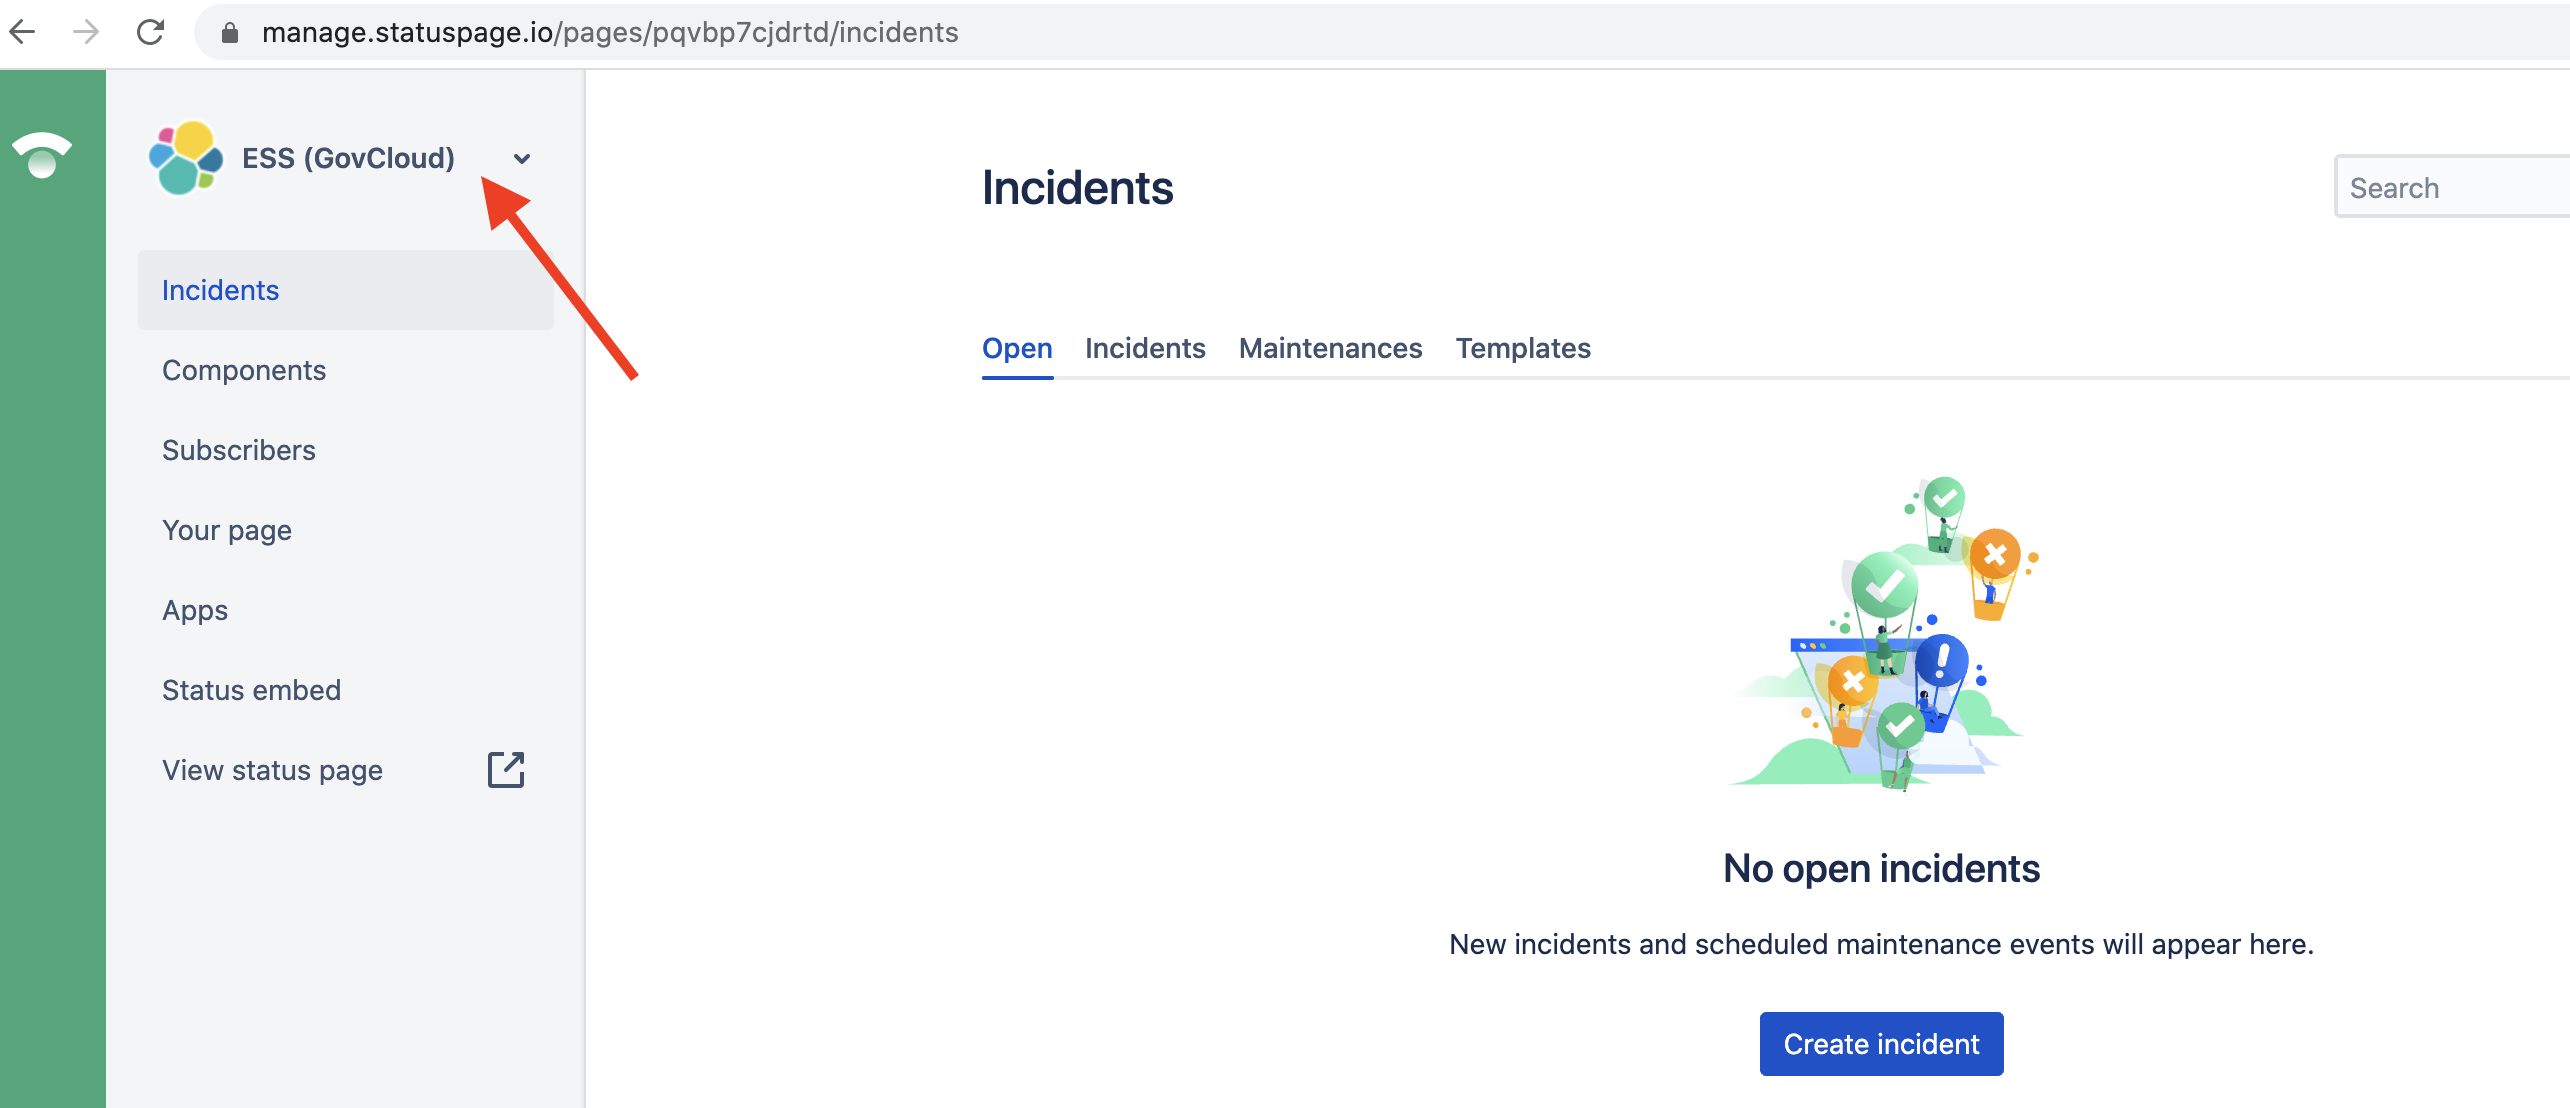 manage.statuspage.io/pages/pqvbp7cjdrtd/incidents
ESS (GovCloud)
Incidents
Components
Subscribers
Your page
Apps
Status embed
View status page
Incidents
Search
Open Incidents Maintenances Templates
No open incidents
New incidents and scheduled maintenance events will appear here.
Create incident